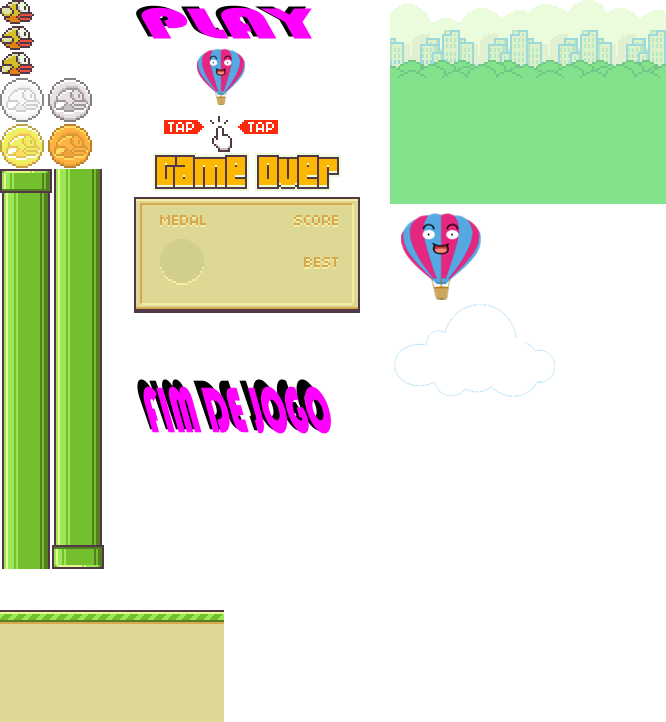 PLAY
TAP TAP
Game Over
MEDAL SCORE
BEST
FIM DE JOGO